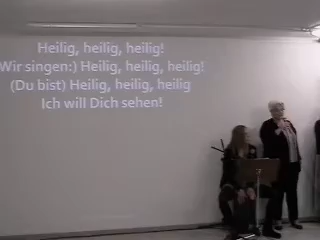 Heilig, heilig, heilig!
Wir singen:) Heilig, heilig, heilig!
(Du bist) Heilig, heilig, heilig
Ich will Dich sehen!